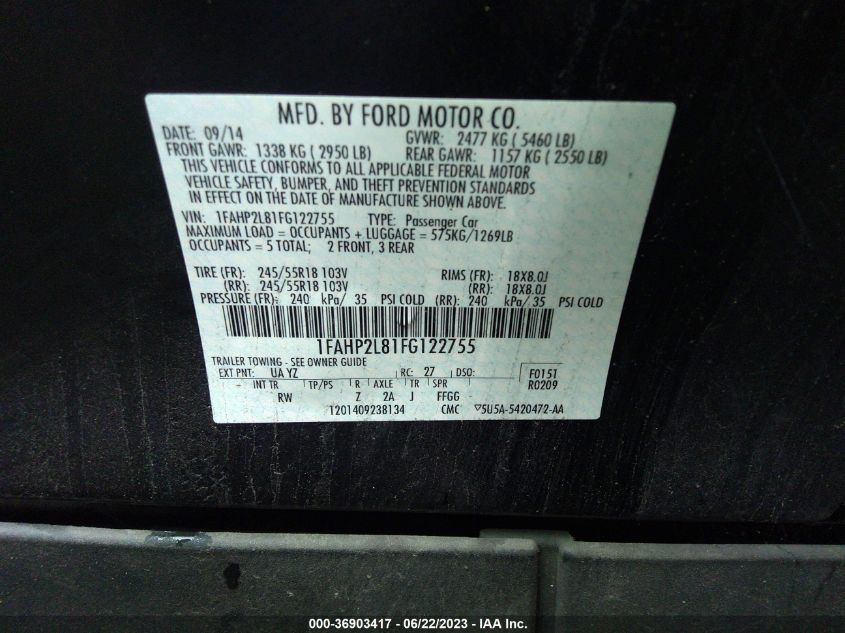 MFD. BY FORD MOTOR CO.
DATE: 09/14 GVWR: 2477 KG ( 5460 LB)
FRONT GAWR: 1338 KG ( 2950 LB) REAR GAWR: 1157 KG ( 2550 LB)
THIS VEHICLE CONFORMS TO ALL APPLICABLE FEDERAL MOTOR
VEHICLE SAFETY, BUMPER, AND THEFT PREVENTION STANDARDS
IN EFFECT ON THE DATE OF MANUFACTURE SHOWN ABOVE.
VIN: 1FAHP2L81FG122755 TYPE: Passenger Car
MAXIMUM LOAD = OCCUPANTS + LUGGAGE = 575KG/1269LB
OCCUPANTS = 5 TOTAL; 2 FRONT, 3 REAR
TIRE (FR): 245/55R18 103V RIMS (FR): 18X8.0J
(RR): 245/55R18 103V (RR): 18X8.0J
PRESSURE (FR): 240 kPa/ 35 PSI COLD (RR): 240 kPa/ 35 PSI COLD
1FAHP2L81FG122755
TRAILER TOWING - SEE OWNER GUIDE
EXT PNT: UA YZ RC: 27 DSO: F0151
INT TR TP/PS R AXLE TR SPR R0209
RW Z 2A J FFGG
1201409238134 CMC ▽5U5A-5420472-AA
000-36903417 - 06/22/2023 - IAA Inc.